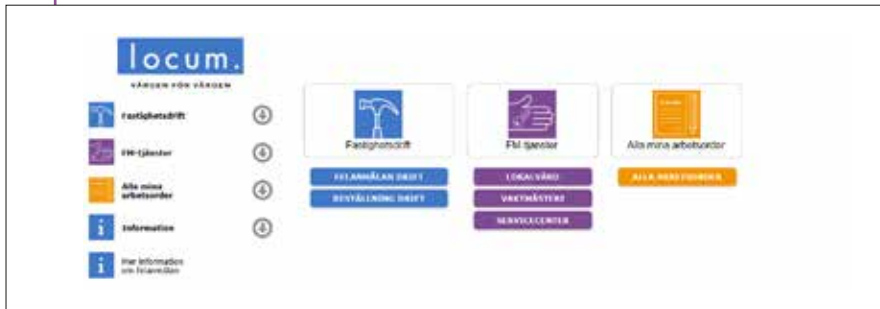 locum.
VÅRDEN FÖR VÅRDEN
Fastighetsdrift
FM-tjänster
Alla mina
arbetsorder
Information
Mer information
om felanmälan
Fastighetsdrift
FELANMÄLAN DRIFT
BESTÄLLNING DRIFT
FM-tjänster
LOKALVÅRD
VAKTMÄSTERI
SERVICECENTER
Alla mina arbetsorder
ALLA ARBETSORDER